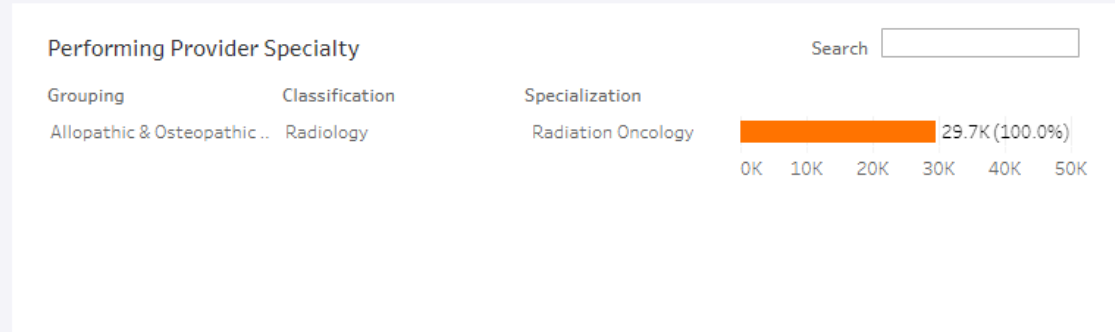 Performing Provider Specialty Search
Grouping Classification Specialization
Allopathic & Osteopathic .. Radiology Radiation Oncology 29.7K (100.0%)
0K 10K 20K 30K 40K 50K